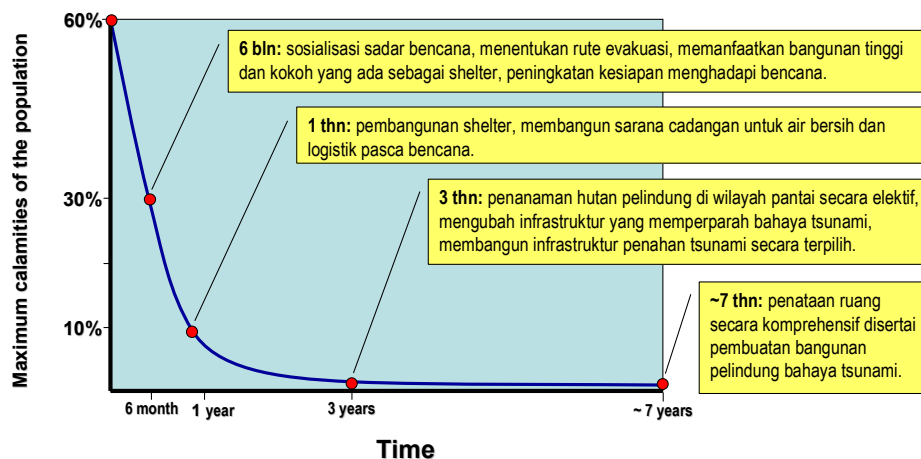 60%
6 bln: sosialisasi sadar bencana, menentukan rute evakuasi, memanfaatkan bangunan tinggi
dan kokoh yang ada sebagai shelter, peningkatan kesiapan menghadapi bencana.
1 thn: pembangunan shelter, membangun sarana cadangan untuk air bersih dan
logistik pasca bencana.
3 thn: penanaman hutan pelindung di wilayah pantai secara elektif,
mengubah infrastruktur yang memperparah bahaya tsunami,
membangun infrastruktur penahan tsunami secara terpilih.
~7 thn: penataan ruang
secara komprehensif disertai
pembuatan bangunan
pelindung bahaya tsunami.
Maximum calamities of the population
30%
10%
6 month
1 year
3 years
~ 7 years
Time